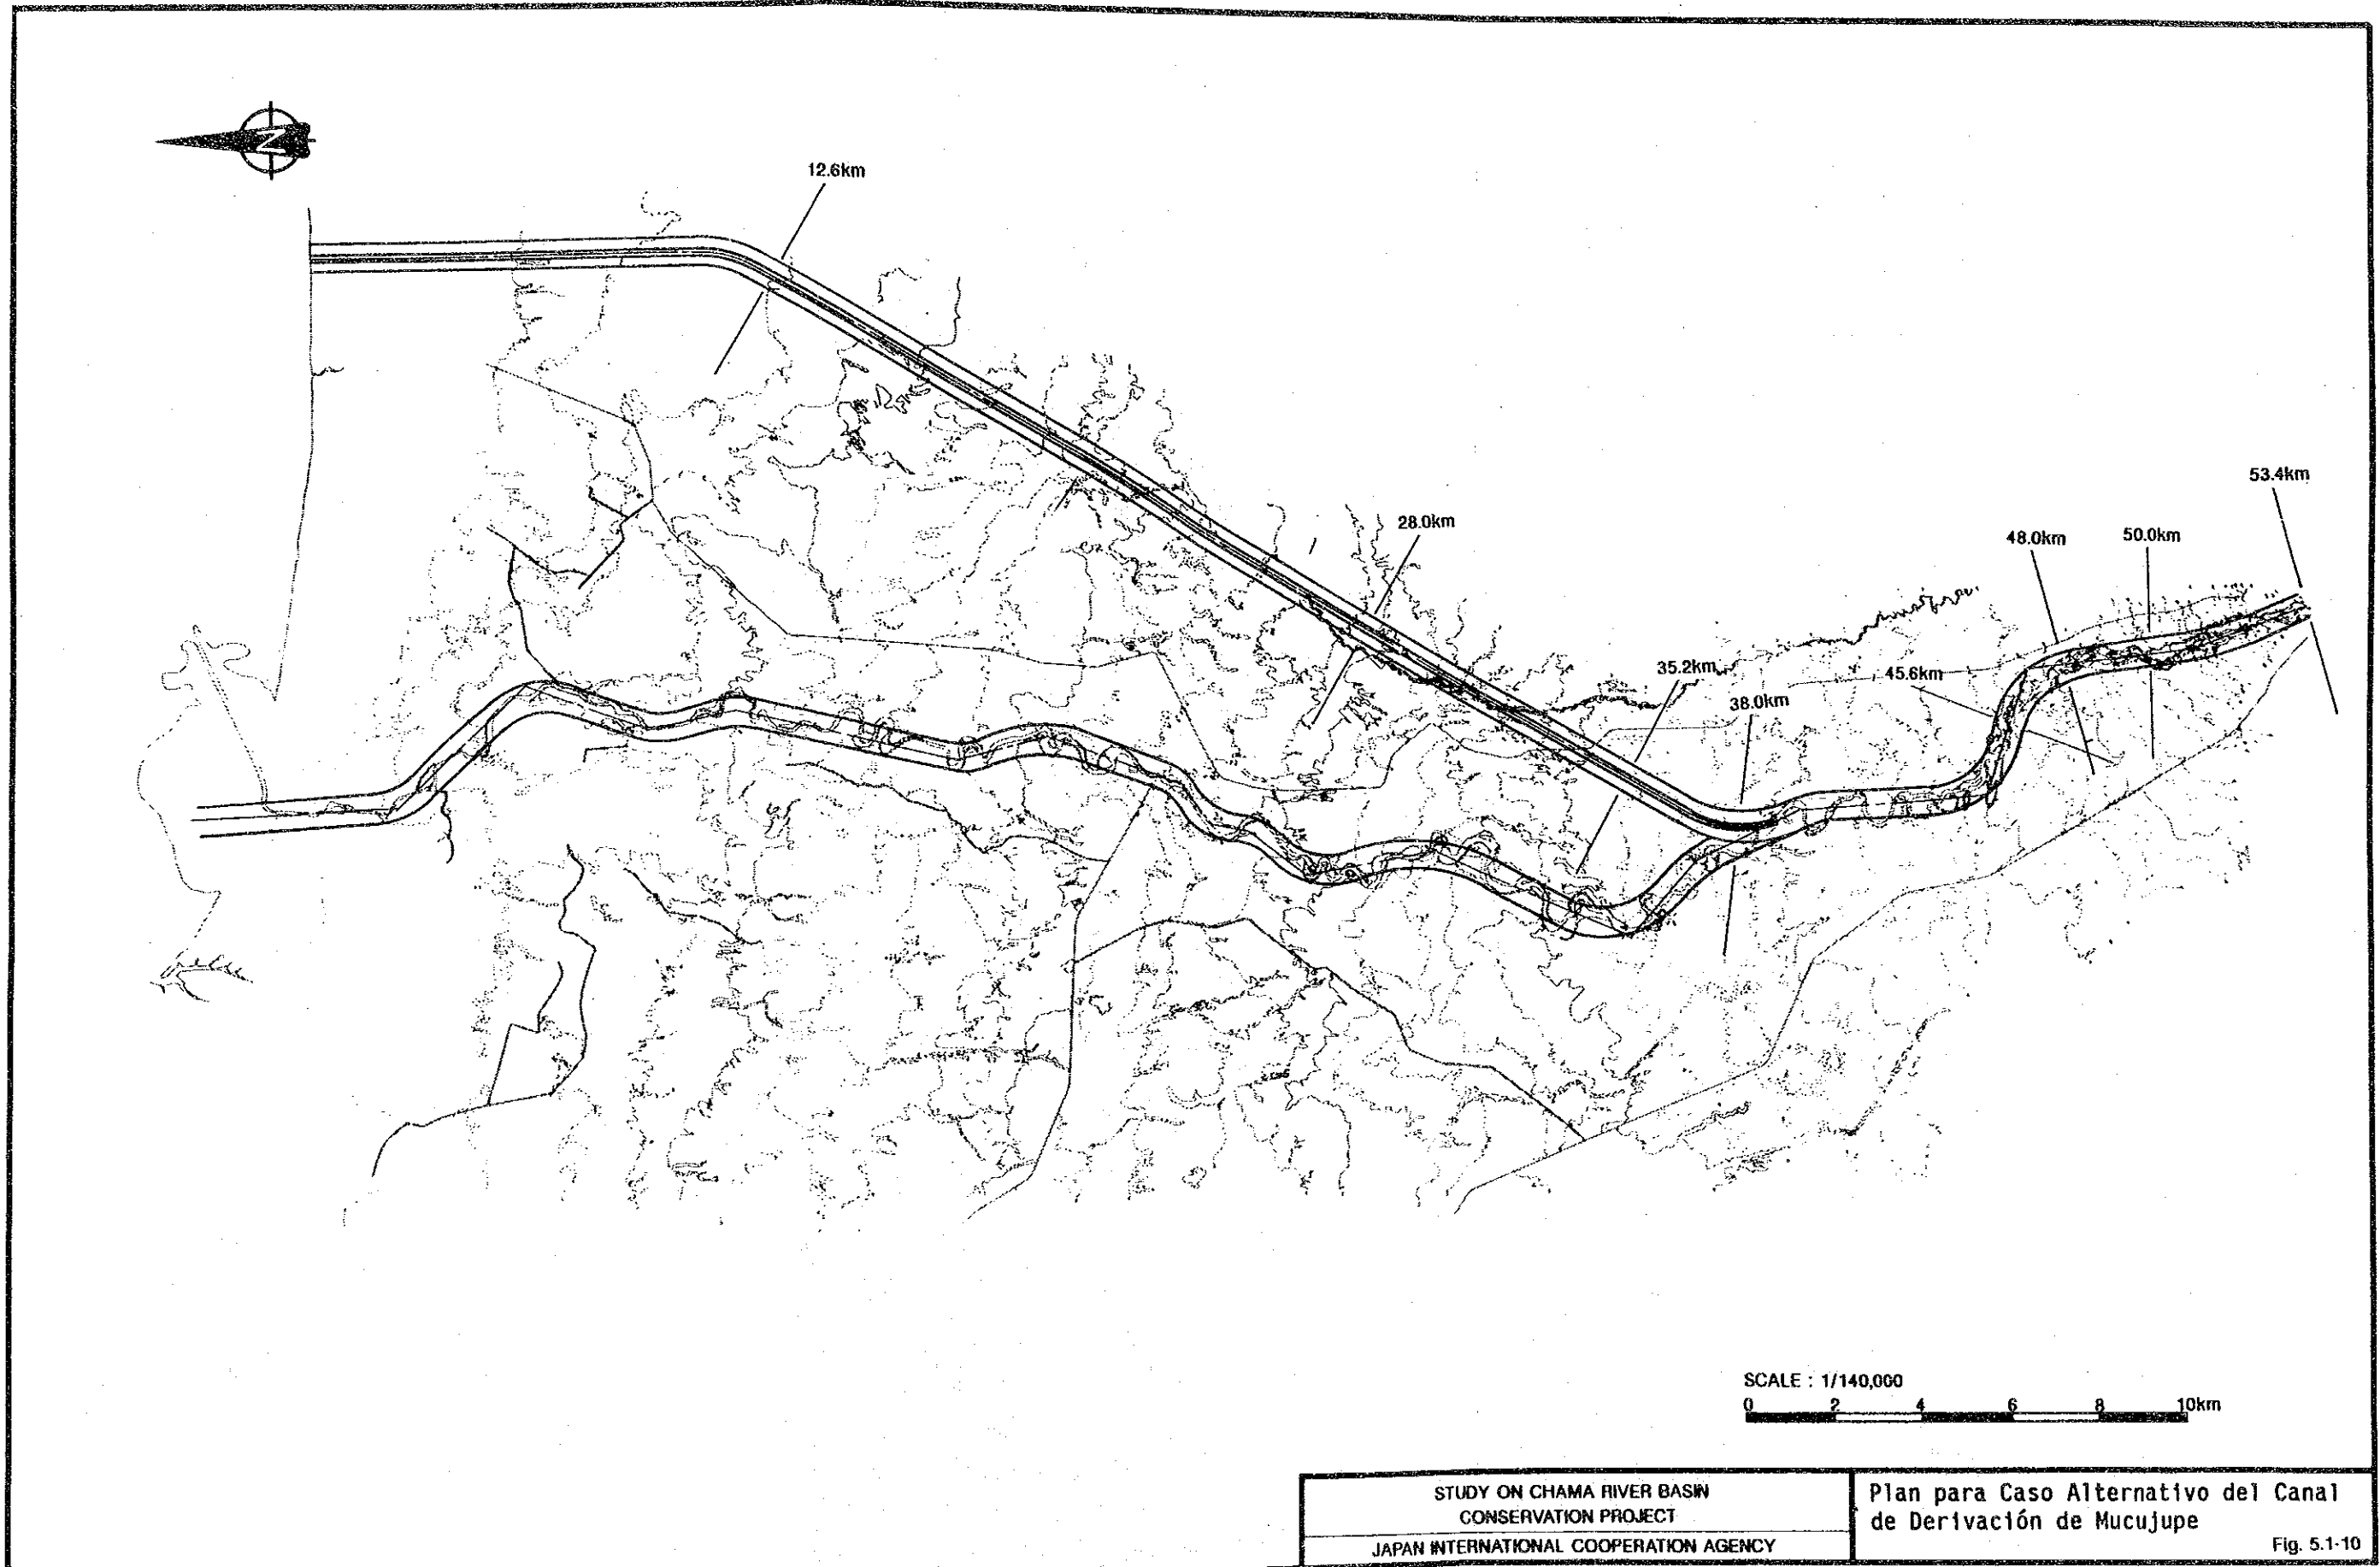 N
12.6km
28.0km
53.4km
48.0km
50.0km
35.2km
45.6km
38.0km
SCALE : 1/140,000
0 2 4 6 8 10km
STUDY ON CHAMA RIVER BASIN
CONSERVATION PROJECT
JAPAN INTERNATIONAL COOPERATION AGENCY
Plan para Caso Alternativo del Canal
de Derivación de Mucujupe
Fig. 5.1-10